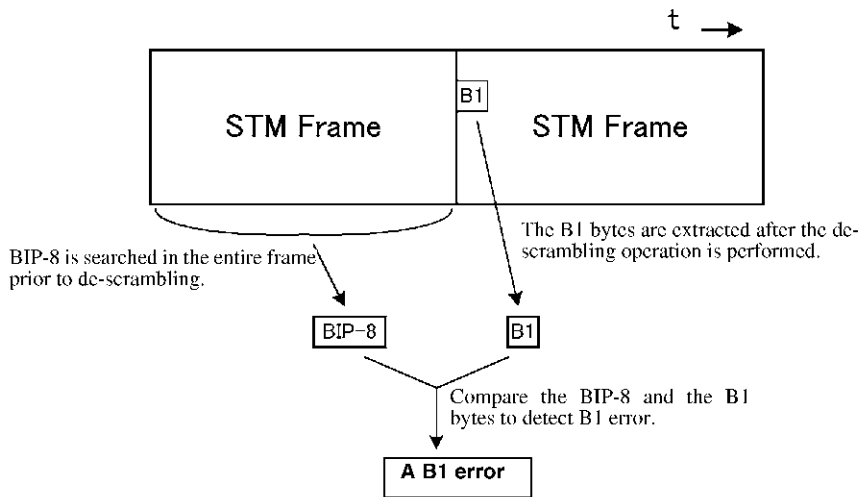 t
STM Frame
B1
STM Frame
The B1 bytes are extracted after the de-
scrambling operation is performed.
BIP-8 is searched in the entire frame
prior to de-scrambling.
BIP-8
B1
Compare the BIP-8 and the B1
bytes to detect B1 error.
A B1 error